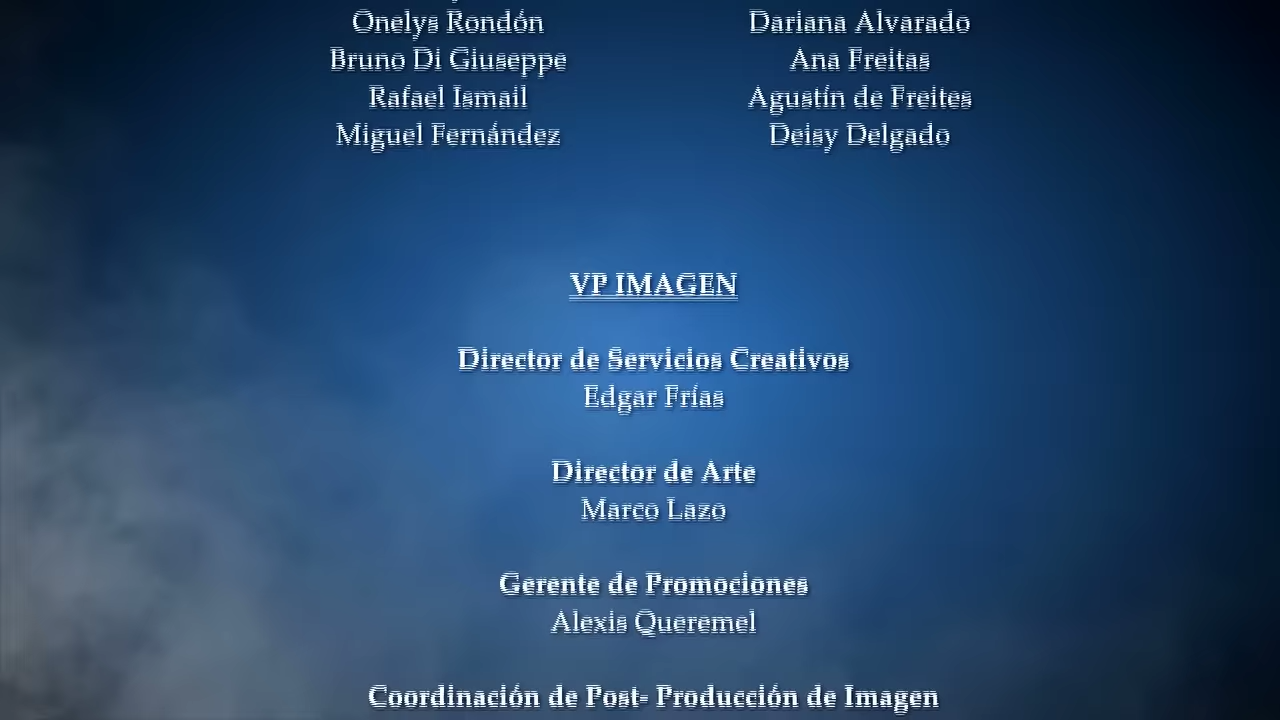 Onelys Rondón Dariana Alvarado
Bruno Di Giuseppe Ana Freitas
Rafael Ismail Agustín de Freites
Miguel Fernández Deisy Delgado
VP IMAGEN
Director de Servicios Creativos
Edgar Frías
Director de Arte
Marco Lazo
Gerente de Promociones
Alexis Queremel
Coordinación de Post- Producción de Imagen